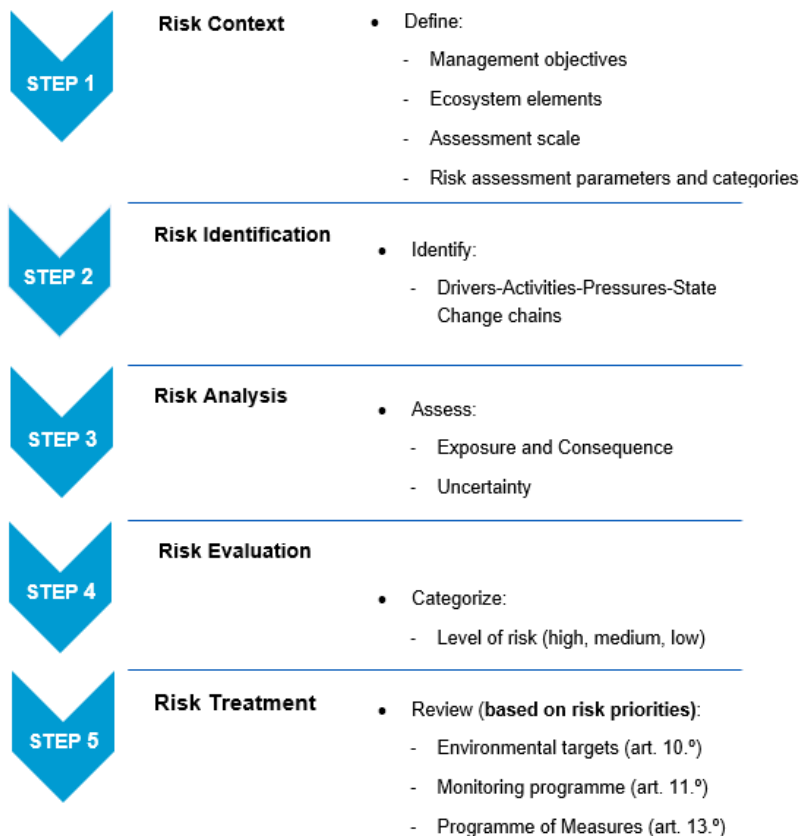 STEP 1
Risk Context
• Define:
- Management objectives
- Ecosystem elements
- Assessment scale
- Risk assessment parameters and categories
STEP 2
Risk Identification
• Identify:
- Drivers-Activities-Pressures-State
Change chains
STEP 3
Risk Analysis
• Assess:
- Exposure and Consequence
- Uncertainty
STEP 4
Risk Evaluation
• Categorize:
- Level of risk (high, medium, low)
STEP 5
Risk Treatment
• Review (based on risk priorities):
- Environmental targets (art. 10.º)
- Monitoring programme (art. 11.º)
- Programme of Measures (art. 13.º)